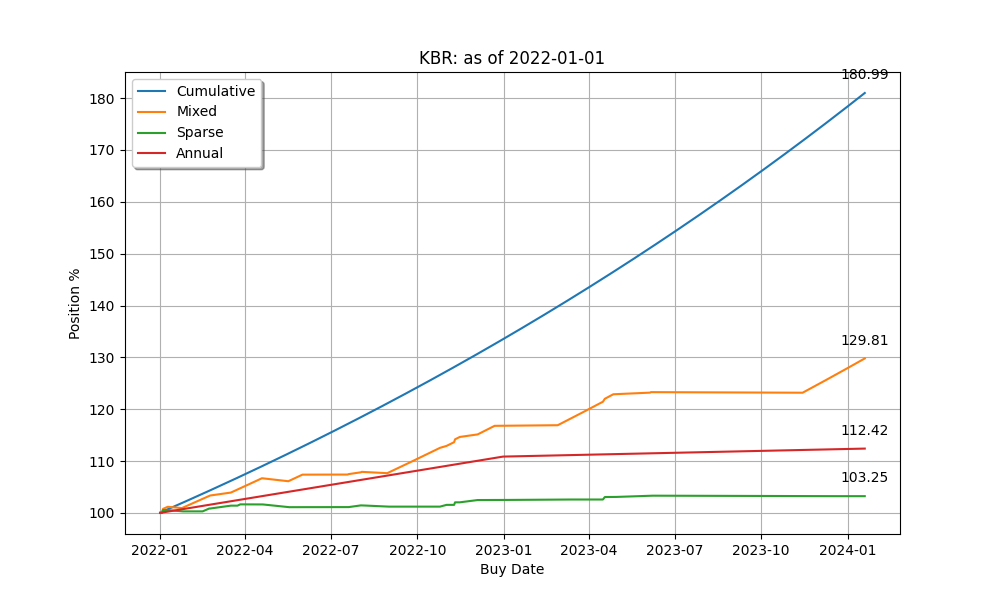 KBR: as of 2022-01-01
180.99
Cumulative
Mixed
Sparse
Annual
180
170
160
150
140
130
120
110
100
129.81
112.42
103.25
Position %
2022-01 2022-04 2022-07 2022-10 2023-01 2023-04 2023-07 2023-10 2024-01
Buy Date